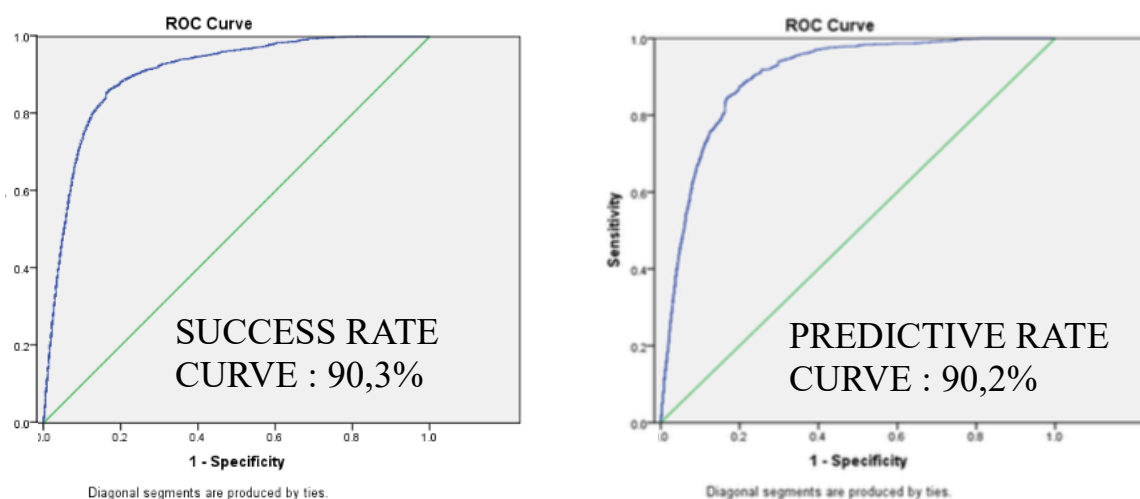 ROC Curve
1.0
0.8
0.6
0.4
0.2
0.0
SUCCESS RATE
CURVE : 90,3%
.0 0.2 0.4 0.6 0.8 1.0
1 - Specificity
Diagonal segments are produced by ties.
ROC Curve
Sensitivity
1.0
0.8
0.6
0.4
0.2
0.0
PREDICTIVE RATE
CURVE : 90,2%
.0 0.2 0.4 0.6 0.8 1.0
1 - Specificity
Diagonal segments are produced by ties.